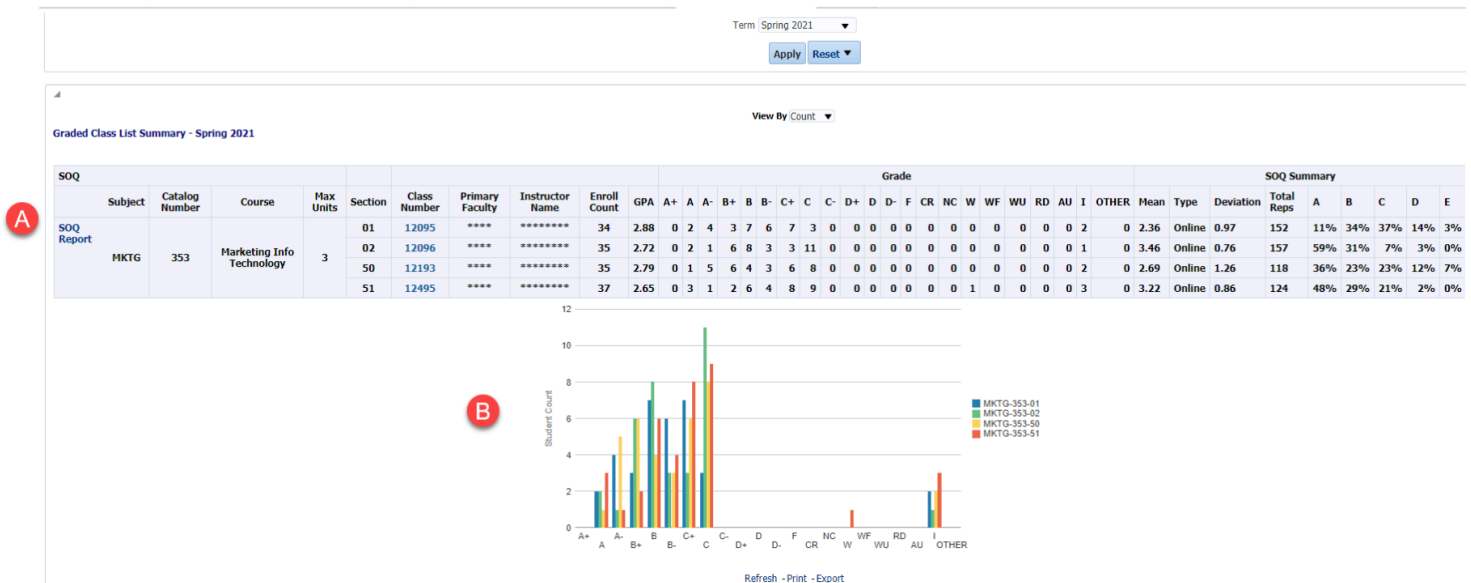 Term Spring 2021
Apply Reset
View By Count
Graded Class List Summary - Spring 2021
SOQ Grade SOQ Summary
Subject Catalog Number Course Max Units Section Class Number Primary Faculty Instructor Name Enroll Count GPA A+ A A- B+ B B- C+ C C- D+ D D- F CR NC W WF WU RD AU I OTHER Mean Type Deviation Total Reps A B C D E
A
SOQ Report MKTG 353 Marketing Info Technology 3
01 12095 **** ******** 34 2.88 0 2 4 3 7 6 7 3 0 0 0 0 0 0 0 0 0 0 0 0 2 0 2.36 Online 0.97 152 11% 34% 37% 14% 3%
02 12096 **** ******** 35 2.72 0 2 1 6 8 3 3 11 0 0 0 0 0 0 0 0 0 0 0 0 1 0 3.46 Online 0.76 157 59% 31% 7% 3% 0%
50 12193 **** ******** 35 2.79 0 1 5 6 4 3 6 8 0 0 0 0 0 0 0 0 0 0 0 0 2 0 2.69 Online 1.26 118 36% 23% 23% 12% 7%
51 12495 **** ******** 37 2.65 0 3 1 2 6 4 8 9 0 0 0 0 0 0 0 1 0 0 0 0 3 0 3.22 Online 0.86 124 48% 29% 21% 2% 0%
12
10
8
6
4
2
0
Student Count
B
MKTG-353-01
MKTG-353-02
MKTG-353-50
MKTG-353-51
A+ A- B C+ C- D F NC WF RD I
A B+ B- C D+ D- CR W WU AU OTHER
Refresh - Print - Export